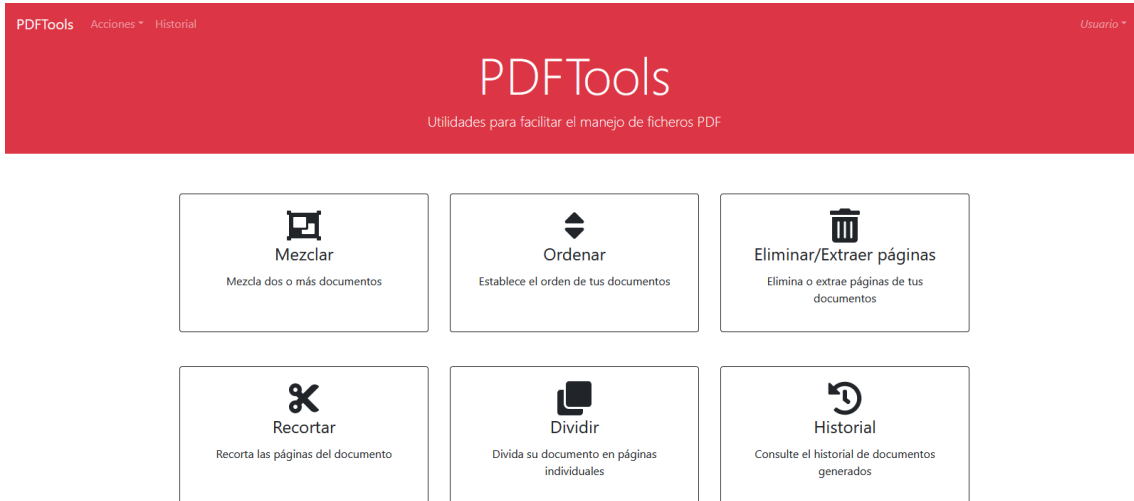 PDFTools Acciones Historial Usuario
PDFTools
Utilidades para facilitar el manejo de ficheros PDF
Mezclar
Mezcla dos o más documentos
Ordenar
Establece el orden de tus documentos
Eliminar/Extraer páginas
Elimina o extrae páginas de tus
documentos
Recortar
Recorta las páginas del documento
Dividir
Divida su documento en páginas
individuales
Historial
Consulte el historial de documentos
generados